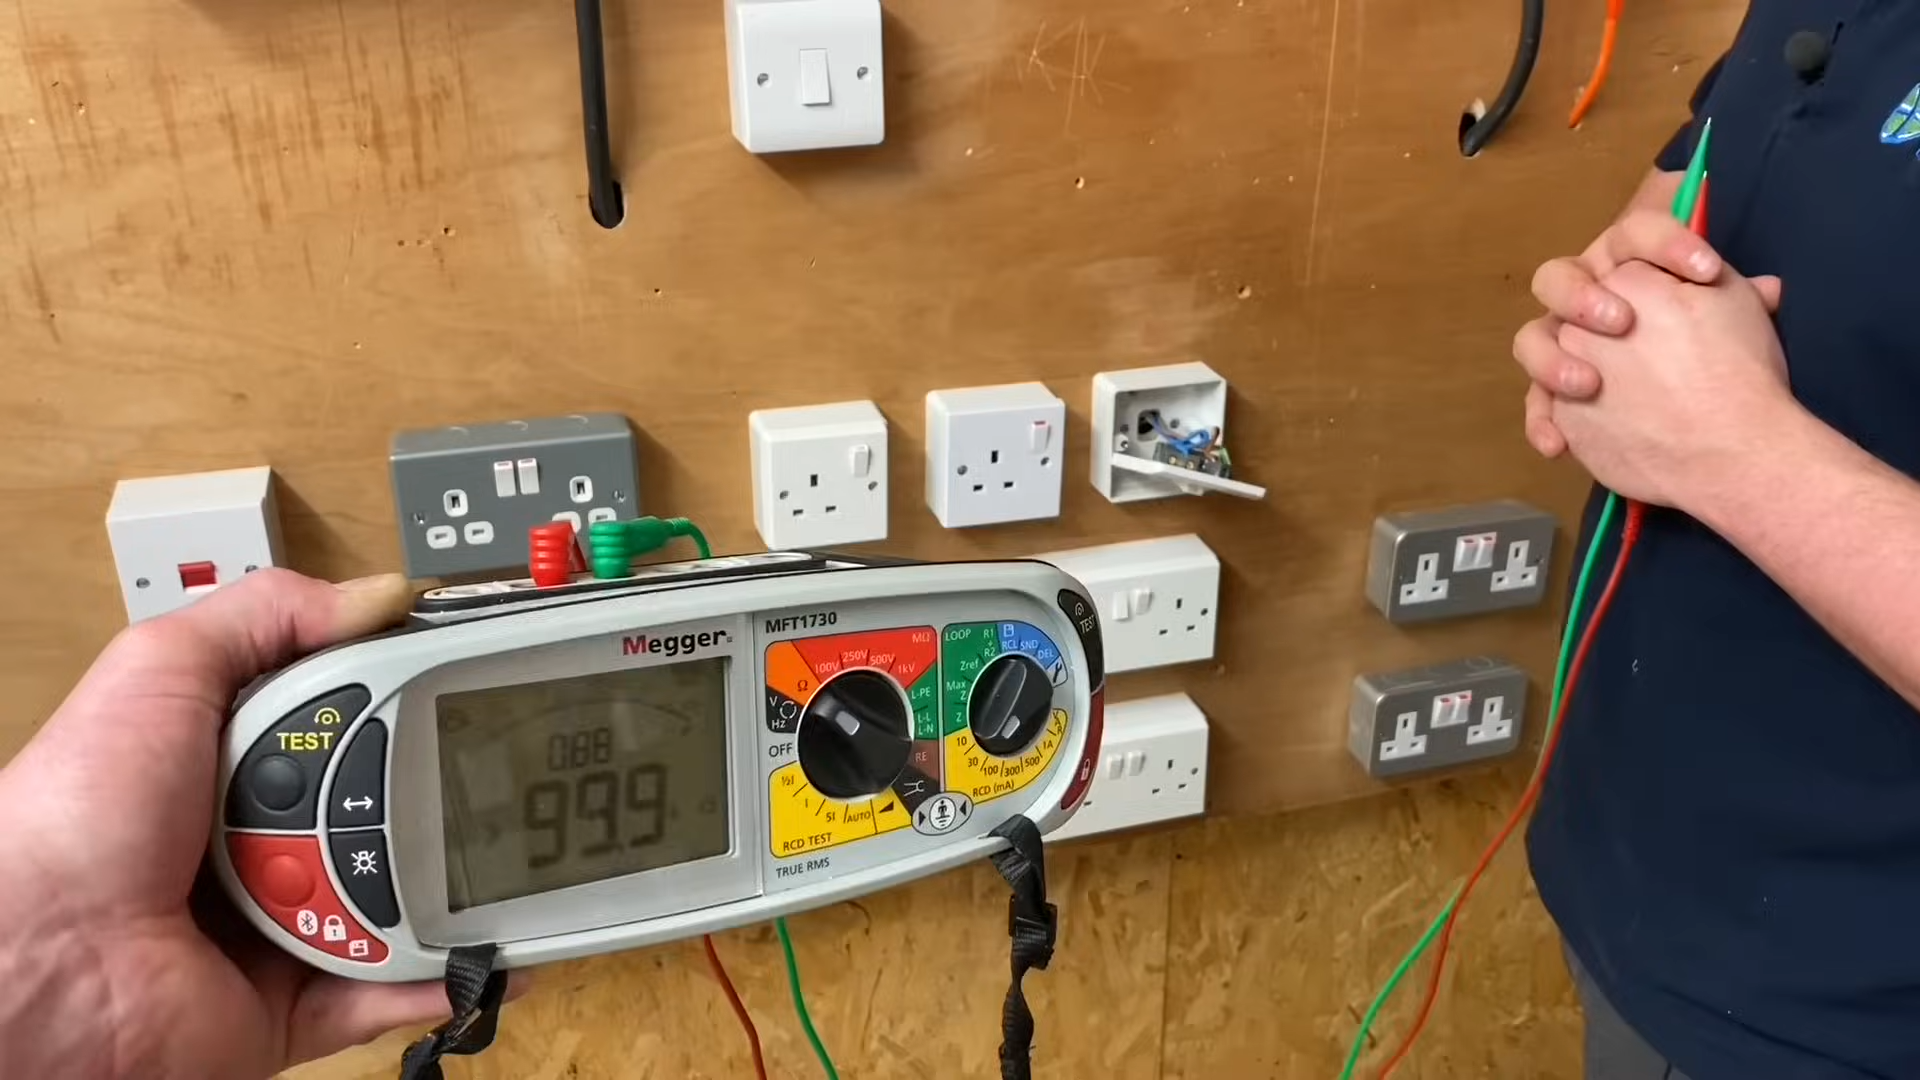 Megger
MFT1730
TEST
0.88
99.9
MΩ
100V
250V
500V
1kV
Ω
V
Hz
OFF
L-PE
L-L
L-N
RE
½I
I
5I
AUTO
RCD TEST
TRUE RMS
LOOP
R1
+
R2
Zref
Max
Z
Z
RCL
SND
DEL
10
30
100
300
500
1A
VAR
RCD (mA)
TEST